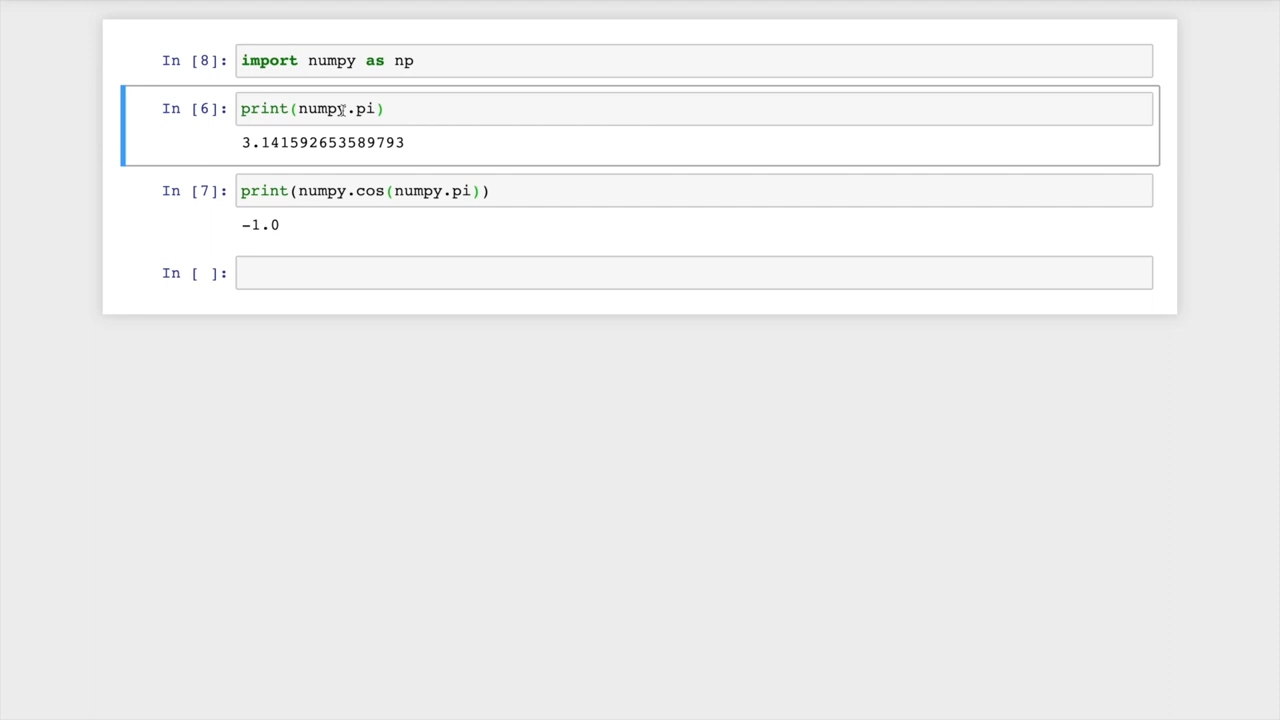 In [8]: import numpy as np
In [6]: print(numpy.pi)
3.141592653589793
In [7]: print(numpy.cos(numpy.pi))
-1.0
In [ ]: